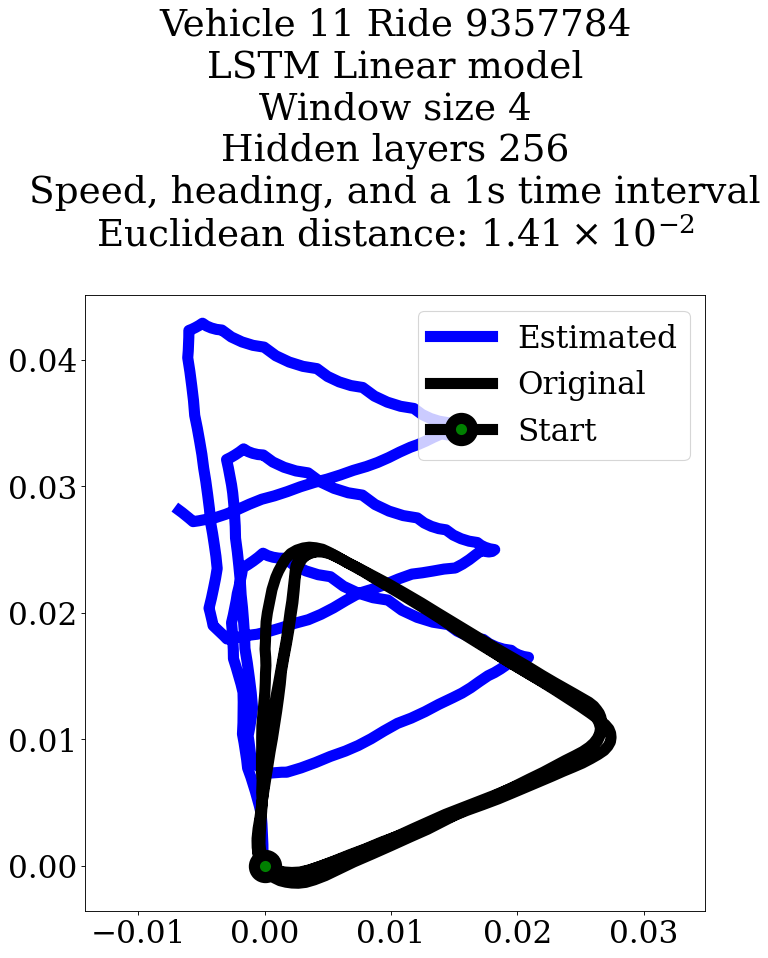 Vehicle 11 Ride 9357784
LSTM Linear model
Window size 4
Hidden layers 256
Speed, heading, and a 1s time interval
Euclidean distance: 1.41 × 10⁻²
Estimated
Original
Start
0.04
0.03
0.02
0.01
0.00
−0.01 0.00 0.01 0.02 0.03